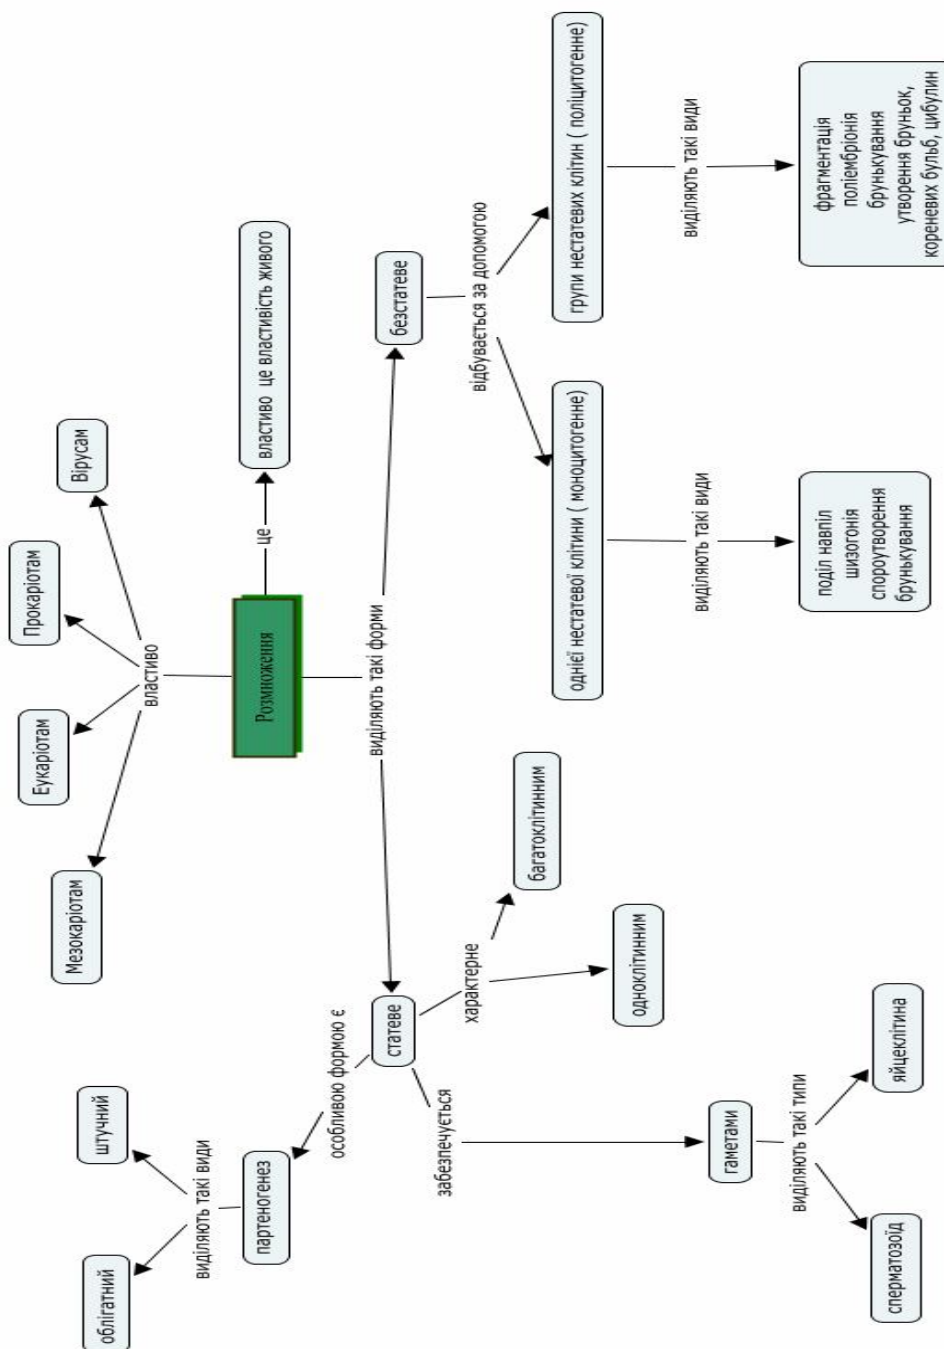 Мезокаріотам
Еукаріотам
Прокаріотам
Вірусам
властиво
штучний
облігатний
виділяють такі види
партеногенез
особливою формою є
Розмноження
це
властиво це властивість живого
виділяють такі форми
статеве
безстатеве
забезпечується
характерне
багатоклітинним
одноклітинним
відбувається за допомогою
однієї нестатевої клітини ( моноцитогенне)
групи нестатевих клітин ( поліцитогенне)
гаметами
виділяють такі типи
сперматозоїд
яйцеклітина
виділяють такі види
поділ навпіл
шизогонія
спороутворення
брунькування
виділяють такі види
фрагментація
поліембріонія
брунькування
утворення бруньок,
кореневих бульб, цибулин